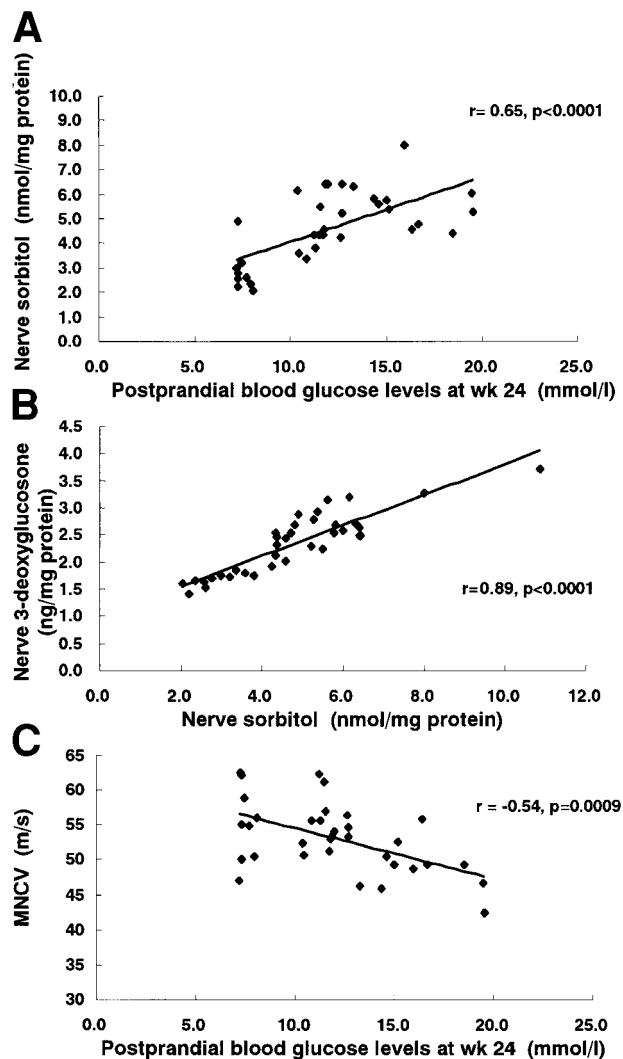 A
Nerve sorbitol (nmol/mg protein)
10.0
9.0
8.0
7.0
6.0
5.0
4.0
3.0
2.0
1.0
0.0
r= 0.65, p<0.0001
0.0 5.0 10.0 15.0 20.0 25.0
Postprandial blood glucose levels at wk 24 (mmol/l)
B
Nerve 3-deoxyglucosone
(ng/mg protein)
4.5
4.0
3.5
3.0
2.5
2.0
1.5
1.0
0.5
0.0
r=0.89, p<0.0001
0.0 2.0 4.0 6.0 8.0 10.0 12.0
Nerve sorbitol (nmol/mg protein)
C
MNCV (m/s)
65
60
55
50
45
40
35
30
r = -0.54, p=0.0009
0.0 5.0 10.0 15.0 20.0 25.0
Postprandial blood glucose levels at wk 24 (mmol/l)